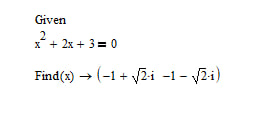 Given
x² + 2x + 3 = 0
Find(x) → (-1 + √2·i  -1 - √2·i)